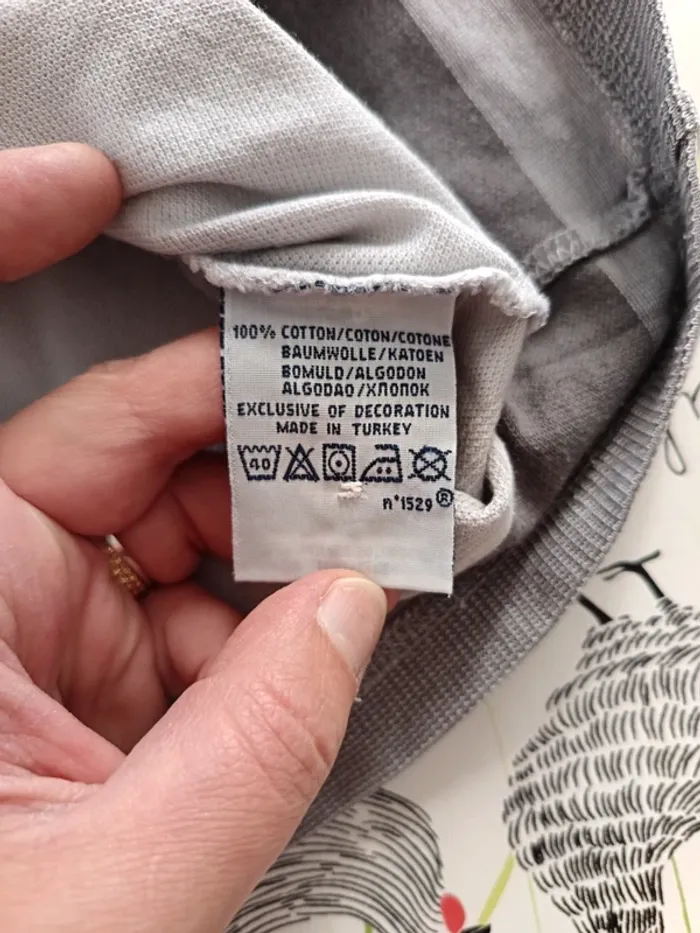 100% COTTON/COTON/COTONE
BAUMWOLLE/KATOEN
BOMULD/ALGODON
ALGODAO/ХЛОПОК
EXCLUSIVE OF DECORATION
MADE IN TURKEY
40
n°1529®